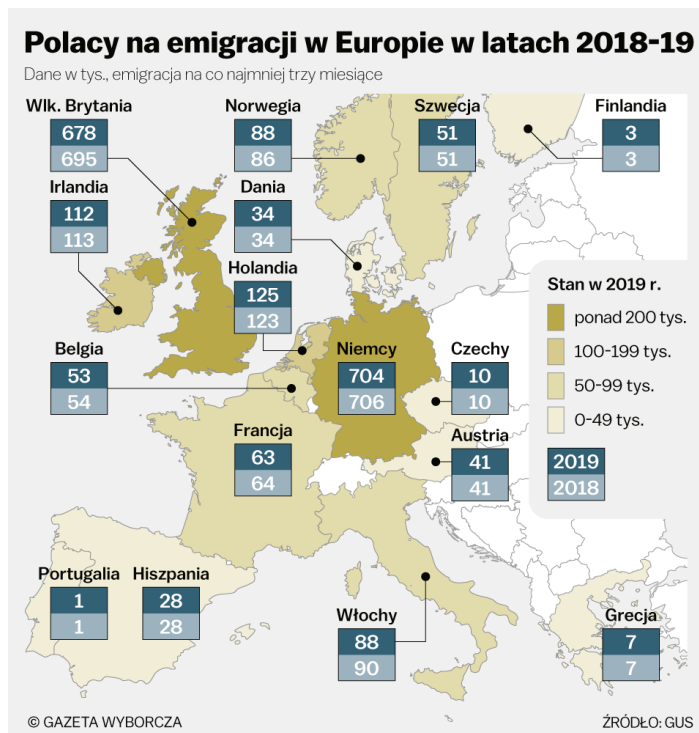 Polacy na emigracji w Europie w latach 2018-19
Dane w tys., emigracja na co najmniej trzy miesiące
Wlk. Brytania
678
695
Norwegia
88
86
Szwecja
51
51
Finlandia
3
3
Irlandia
112
113
Dania
34
34
Holandia
125
123
Stan w 2019 r.
ponad 200 tys.
100-199 tys.
50-99 tys.
0-49 tys.
2019
2018
Belgia
53
54
Niemcy
704
706
Czechy
10
10
Francja
63
64
Austria
41
41
Portugalia
1
1
Hiszpania
28
28
Włochy
88
90
Grecja
7
7
© GAZETA WYBORCZA
ŹRÓDŁO: GUS